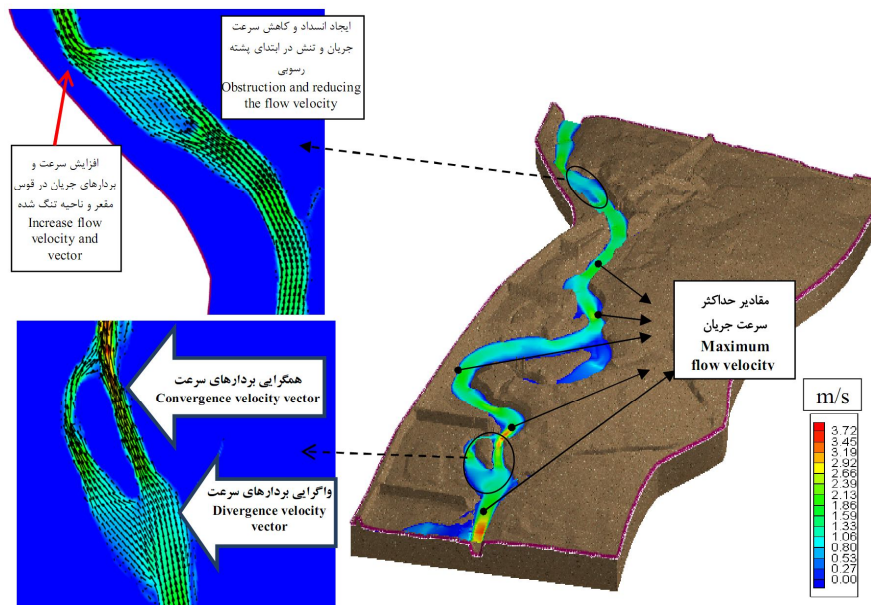 ایجاد انسداد و کاهش سرعت
جریان و تنش در ابتدای پشته
رسوبی
Obstruction and reducing
the flow velocity
افزایش سرعت و
بردارهای جریان در قوس
مقعر و ناحیه تنگ شده
Increase flow
velocity and
vector
مقادیر حداکثر
سرعت جریان
Maximum
flow velocity
همگرایی بردارهای سرعت
Convergence velocity vector
واگرایی بردارهای سرعت
Divergence velocity
vector
m/s
3.72
3.45
3.19
2.92
2.66
2.39
2.13
1.86
1.59
1.33
1.06
0.80
0.53
0.27
0.00